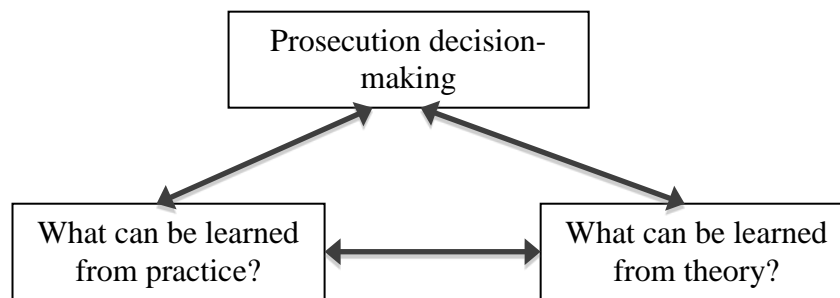 Prosecution decision-
making
What can be learned
from practice?
What can be learned
from theory?